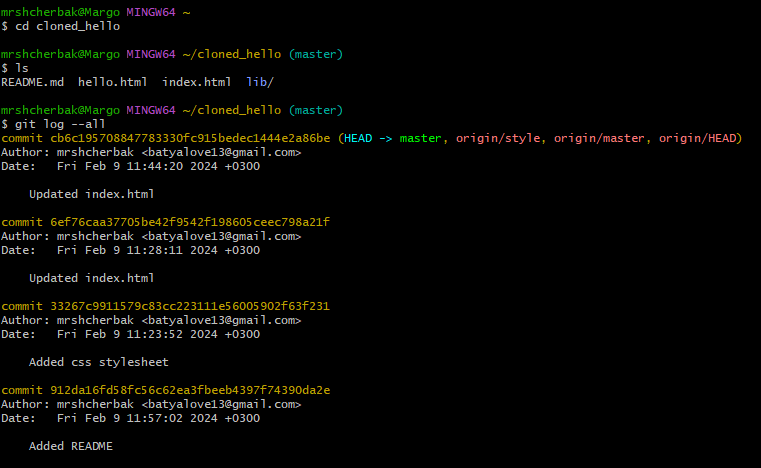 mrshcherbak@Margo MINGW64 ~
$ cd cloned_hello
mrshcherbak@Margo MINGW64 ~/cloned_hello (master)
$ ls
README.md  hello.html  index.html  lib/
mrshcherbak@Margo MINGW64 ~/cloned_hello (master)
$ git log --all
commit cb6c195708847783330fc915bedec1444e2a86be (HEAD -> master, origin/style, origin/master, origin/HEAD)
Author: mrshcherbak <batyalove13@gmail.com>
Date:   Fri Feb 9 11:44:20 2024 +0300
    Updated index.html
commit 6ef76caa37705be42f9542f198605ceec798a21f
Author: mrshcherbak <batyalove13@gmail.com>
Date:   Fri Feb 9 11:28:11 2024 +0300
    Updated index.html
commit 33267c9911579c83cc223111e56005902f63f231
Author: mrshcherbak <batyalove13@gmail.com>
Date:   Fri Feb 9 11:23:52 2024 +0300
    Added css stylesheet
commit 912da16fd58fc56c62ea3fbeeb4397f74390da2e
Author: mrshcherbak <batyalove13@gmail.com>
Date:   Fri Feb 9 11:57:02 2024 +0300
    Added README